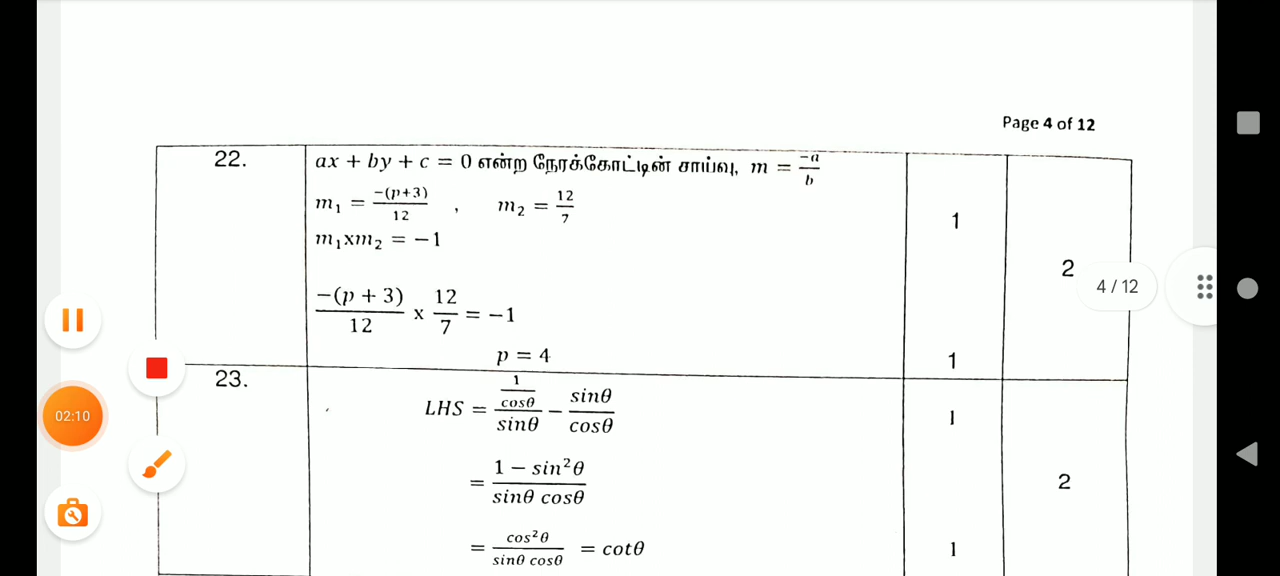 Page 4 of 12
22.
ax + by + c = 0 என்ற நேரக்கோட்டின் சாய்வு, m = -a/b
1
m₁ = -(p+3)/12 , m₂ = 12/7
m₁xm₂ = −1
2
4 / 12
-(p + 3)/12 x 12/7 = −1
p = 4
1
23.
LHS = (1/cosθ)/sinθ − sinθ/cosθ
1
02:10
= (1 − sin²θ)/(sinθ cosθ)
2
= cos²θ/(sinθ cosθ) = cotθ
1